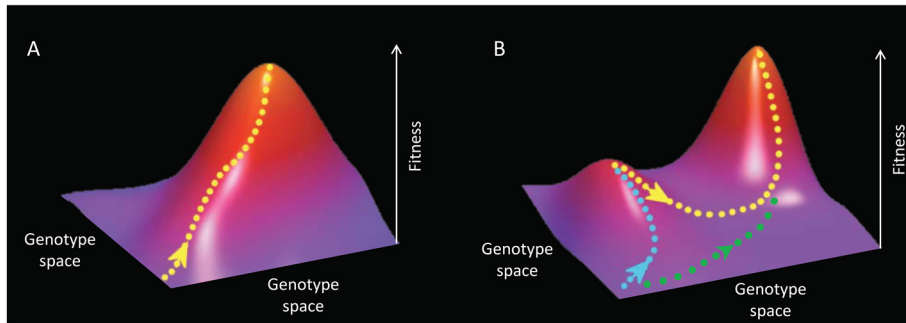 A
Fitness
Genotype
space
Genotype
space
B
Fitness
Genotype
space
Genotype
space